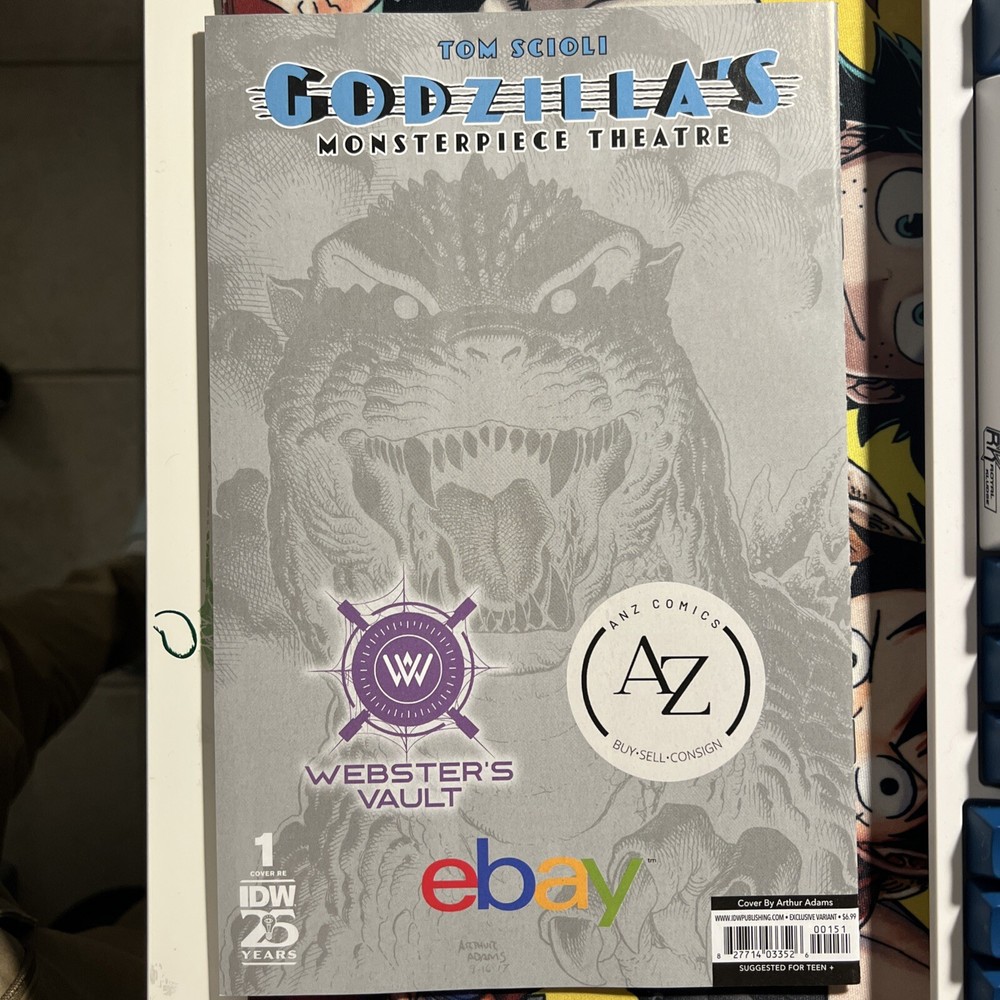 TOM SCIOLI
GODZILLA'S
MONSTERPIECE THEATRE
W
WEBSTER'S
VAULT
ANZ COMICS
AZ
BUY•SELL•CONSIGN
1
COVER RE
IDW
25
YEARS
ebay™
ARTHUR
ADAMS
Cover By Arthur Adams
WWW.IDWPUBLISHING.COM • EXCLUSIVE VARIANT • $6.99
00151
8 27714 03352 6
SUGGESTED FOR TEEN +